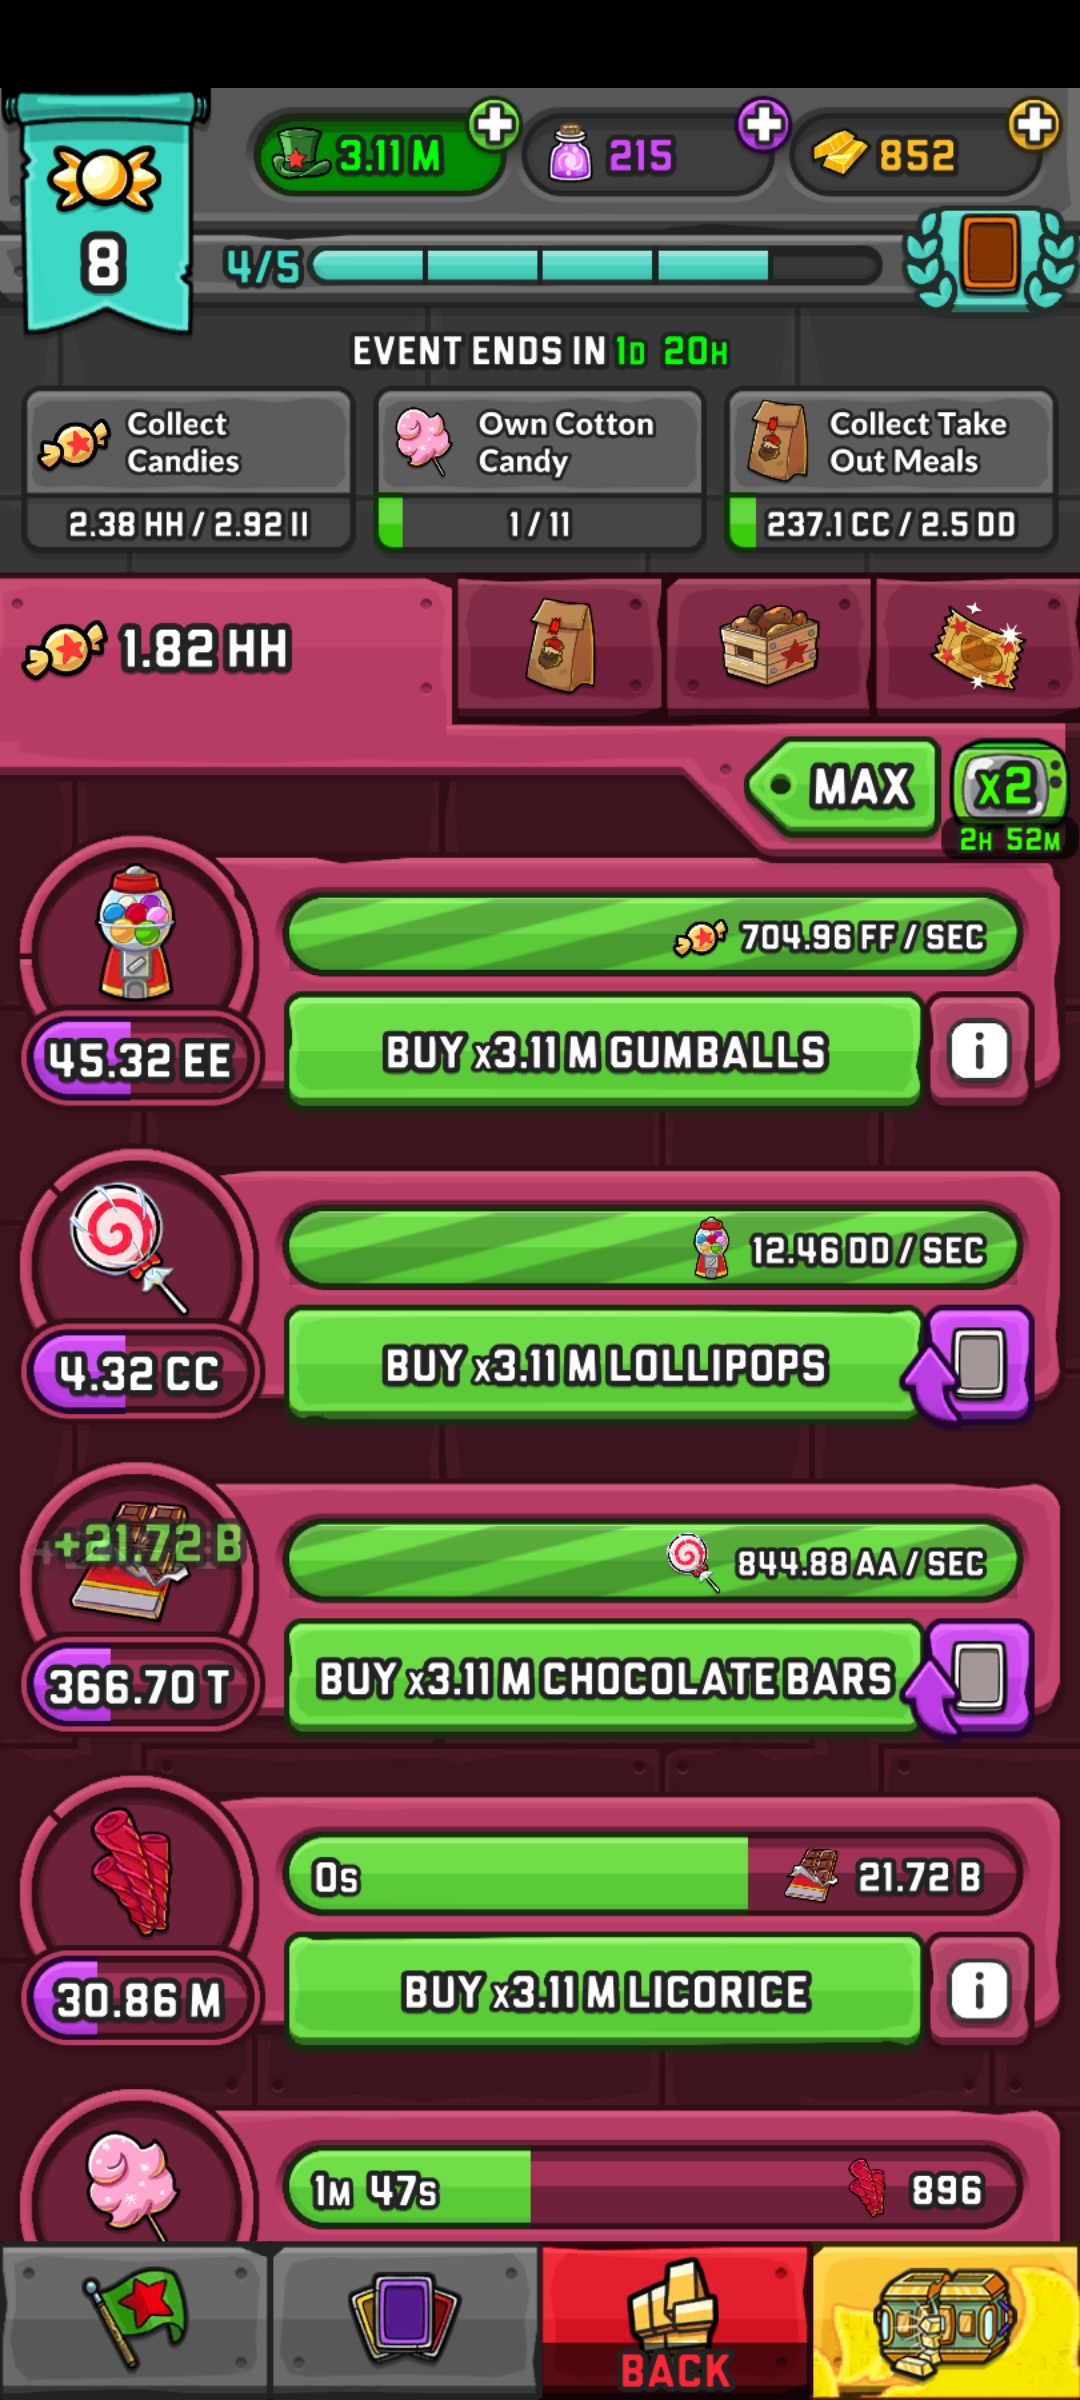 3.11 M
215
852
8
4/5
EVENT ENDS IN 1D 20H
Collect
Candies
2.38 HH / 2.92 II
Own Cotton
Candy
1 / 11
Collect Take
Out Meals
237.1 CC / 2.5 DD
1.82 HH
MAX
x2
2H 52M
704.96 FF / SEC
45.32 EE
BUY x3.11 M GUMBALLS
i
12.46 DD / SEC
4.32 CC
BUY x3.11 M LOLLIPOPS
+21.72 B
844.88 AA / SEC
366.70 T
BUY x3.11 M CHOCOLATE BARS
0S
21.72 B
30.86 M
BUY x3.11 M LICORICE
i
1M 47S
896
BACK